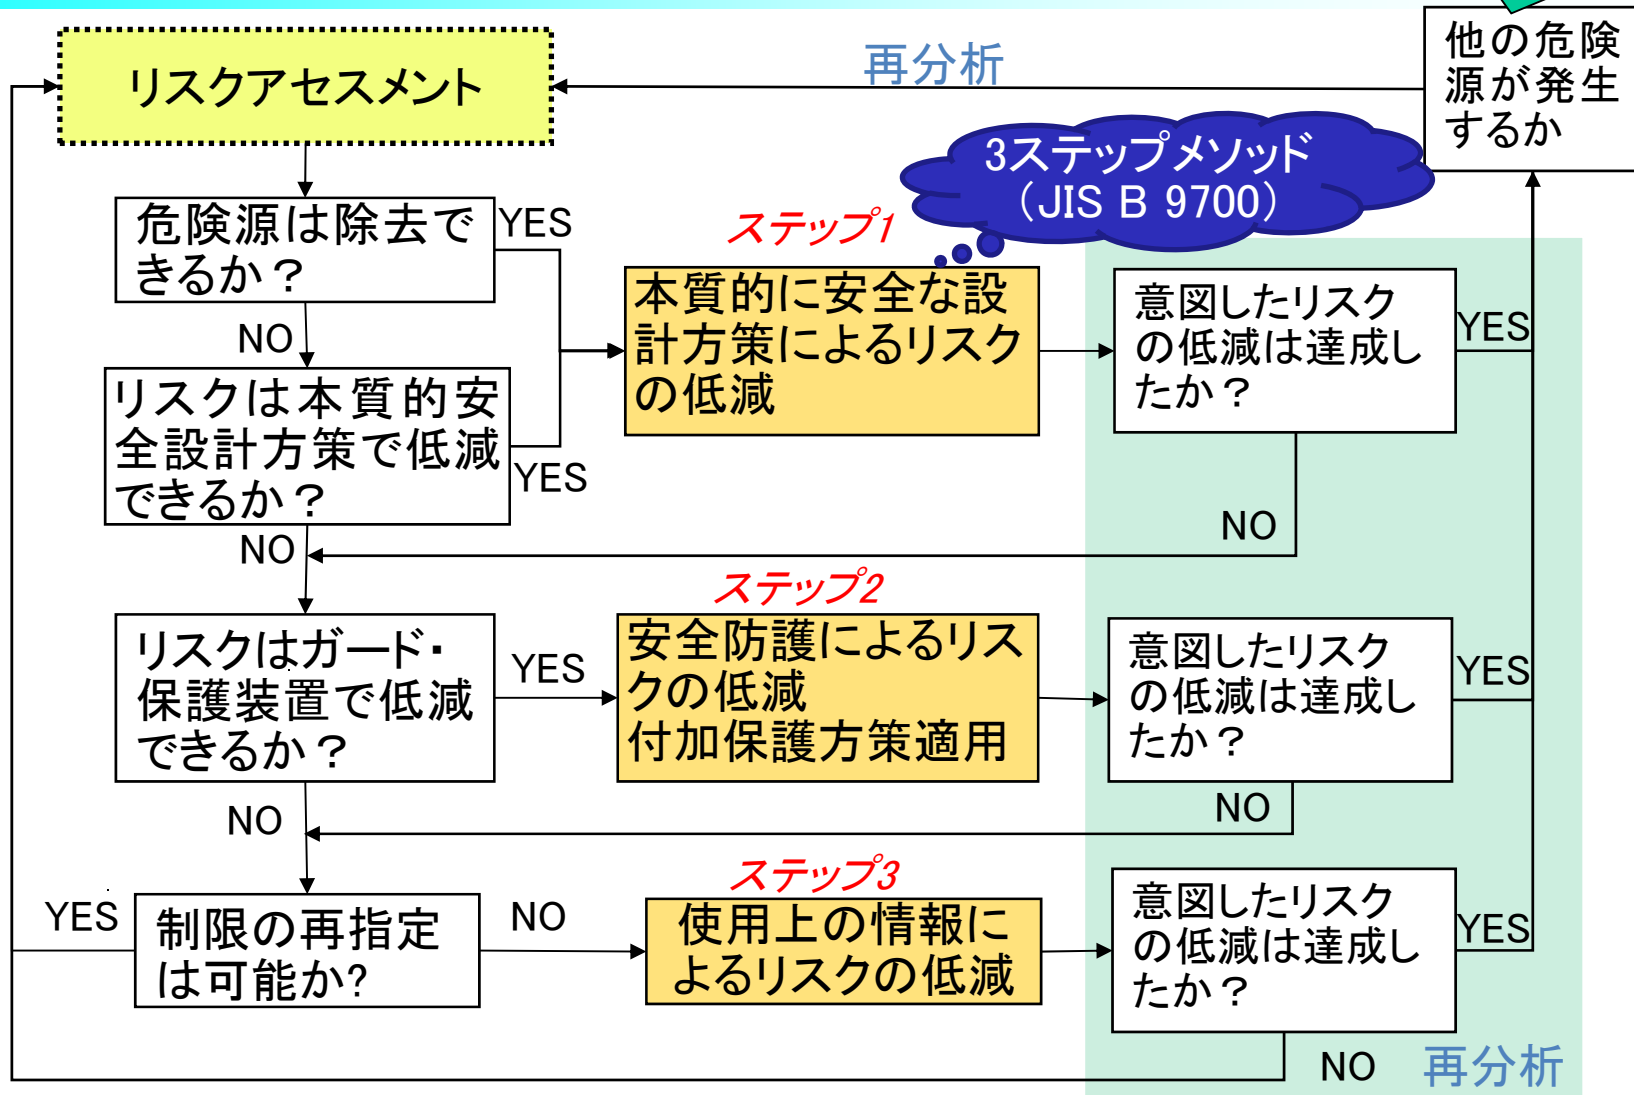 再分析
他の危険
源が発生
するか
リスクアセスメント
3ステップメソッド
(JIS B 9700)
危険源は除去で
きるか?
YES
NO
ステップ1
本質的に安全な設
計方策によるリスク
の低減
意図したリスク
の低減は達成し
たか?
YES
NO
リスクは本質的安
全設計方策で低減
できるか?
YES
NO
ステップ2
リスクはガード・
保護装置で低減
できるか?
YES
NO
安全防護によるリス
クの低減
付加保護方策適用
意図したリスク
の低減は達成し
たか?
YES
NO
ステップ3
YES
制限の再指定
は可能か?
NO
使用上の情報に
よるリスクの低減
意図したリスク
の低減は達成し
たか?
YES
NO
再分析